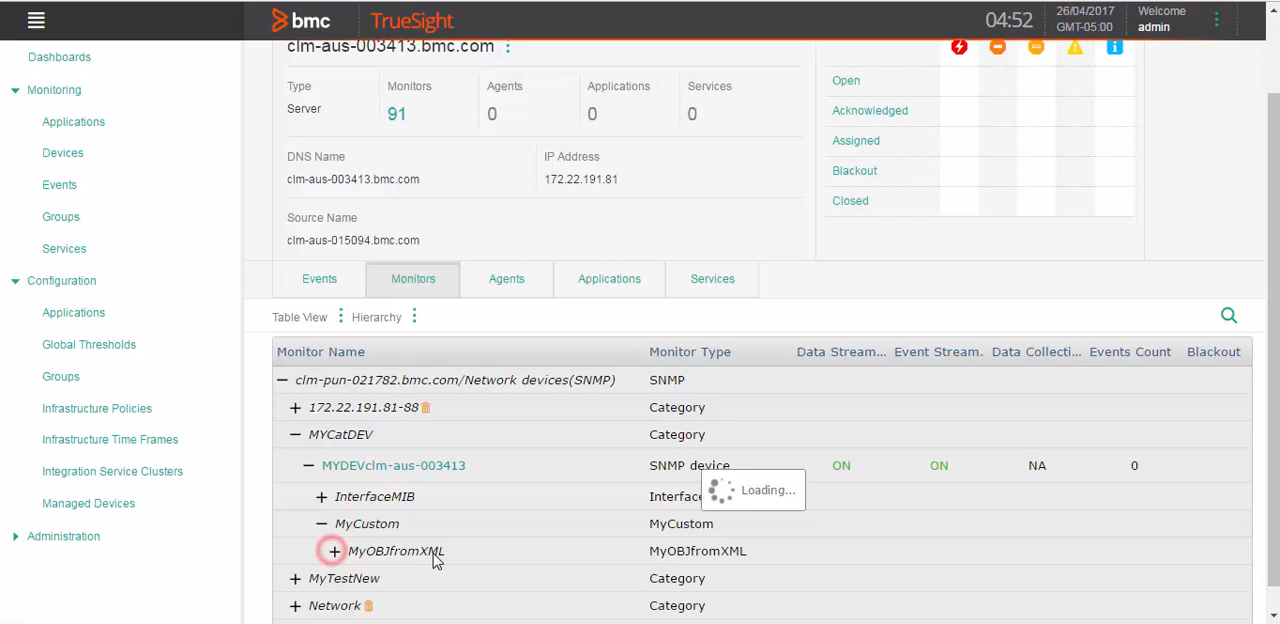 bmc TrueSight 04:52 26/04/2017 GMT-05:00 Welcome admin
Dashboards
Monitoring
Applications
Devices
Events
Groups
Services
Configuration
Applications
Global Thresholds
Groups
Infrastructure Policies
Infrastructure Time Frames
Integration Service Clusters
Managed Devices
Administration
clm-aus-003413.bmc.com
Type Monitors Agents Applications Services
Server 91 0 0 0
DNS Name IP Address
clm-aus-003413.bmc.com 172.22.191.81
Source Name
clm-aus-015094.bmc.com
Open
Acknowledged
Assigned
Blackout
Closed
Events Monitors Agents Applications Services
Table View Hierarchy
Monitor Name Monitor Type Data Stream... Event Stream. Data Collecti... Events Count Blackout
clm-pun-021782.bmc.com/Network devices(SNMP) SNMP
172.22.191.81-88 Category
MYCatDEV Category
MYDEVclm-aus-003413 SNMP device ON ON NA 0
InterfaceMIB Interface
Loading...
MyCustom MyCustom
MyOBJfromXML MyOBJfromXML
MyTestNew Category
Network Category